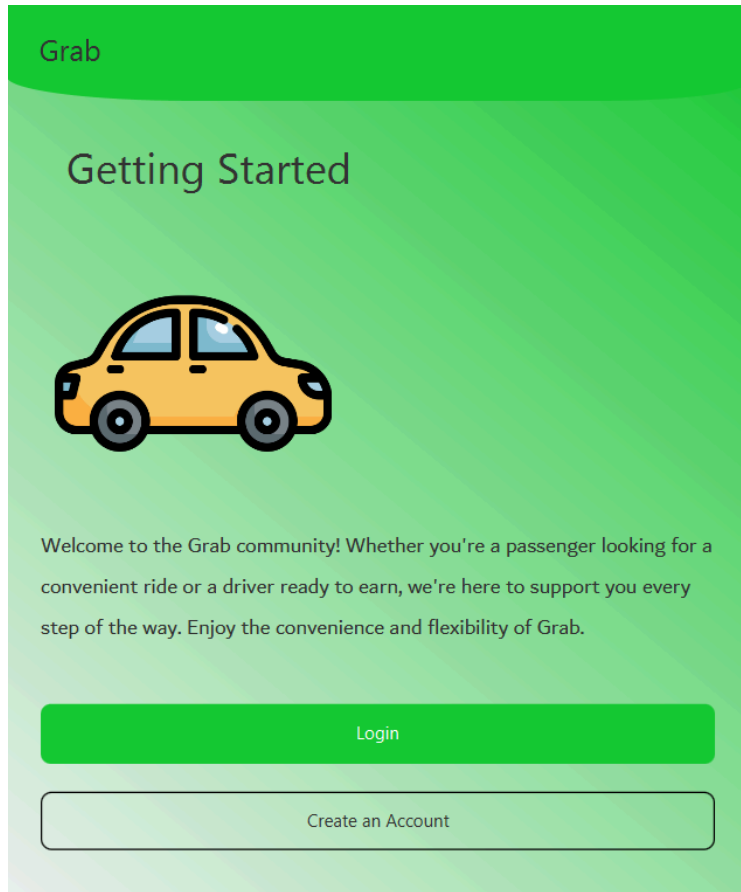 Grab
Getting Started
Welcome to the Grab community! Whether you're a passenger looking for a
convenient ride or a driver ready to earn, we're here to support you every
step of the way. Enjoy the convenience and flexibility of Grab.
Login
Create an Account